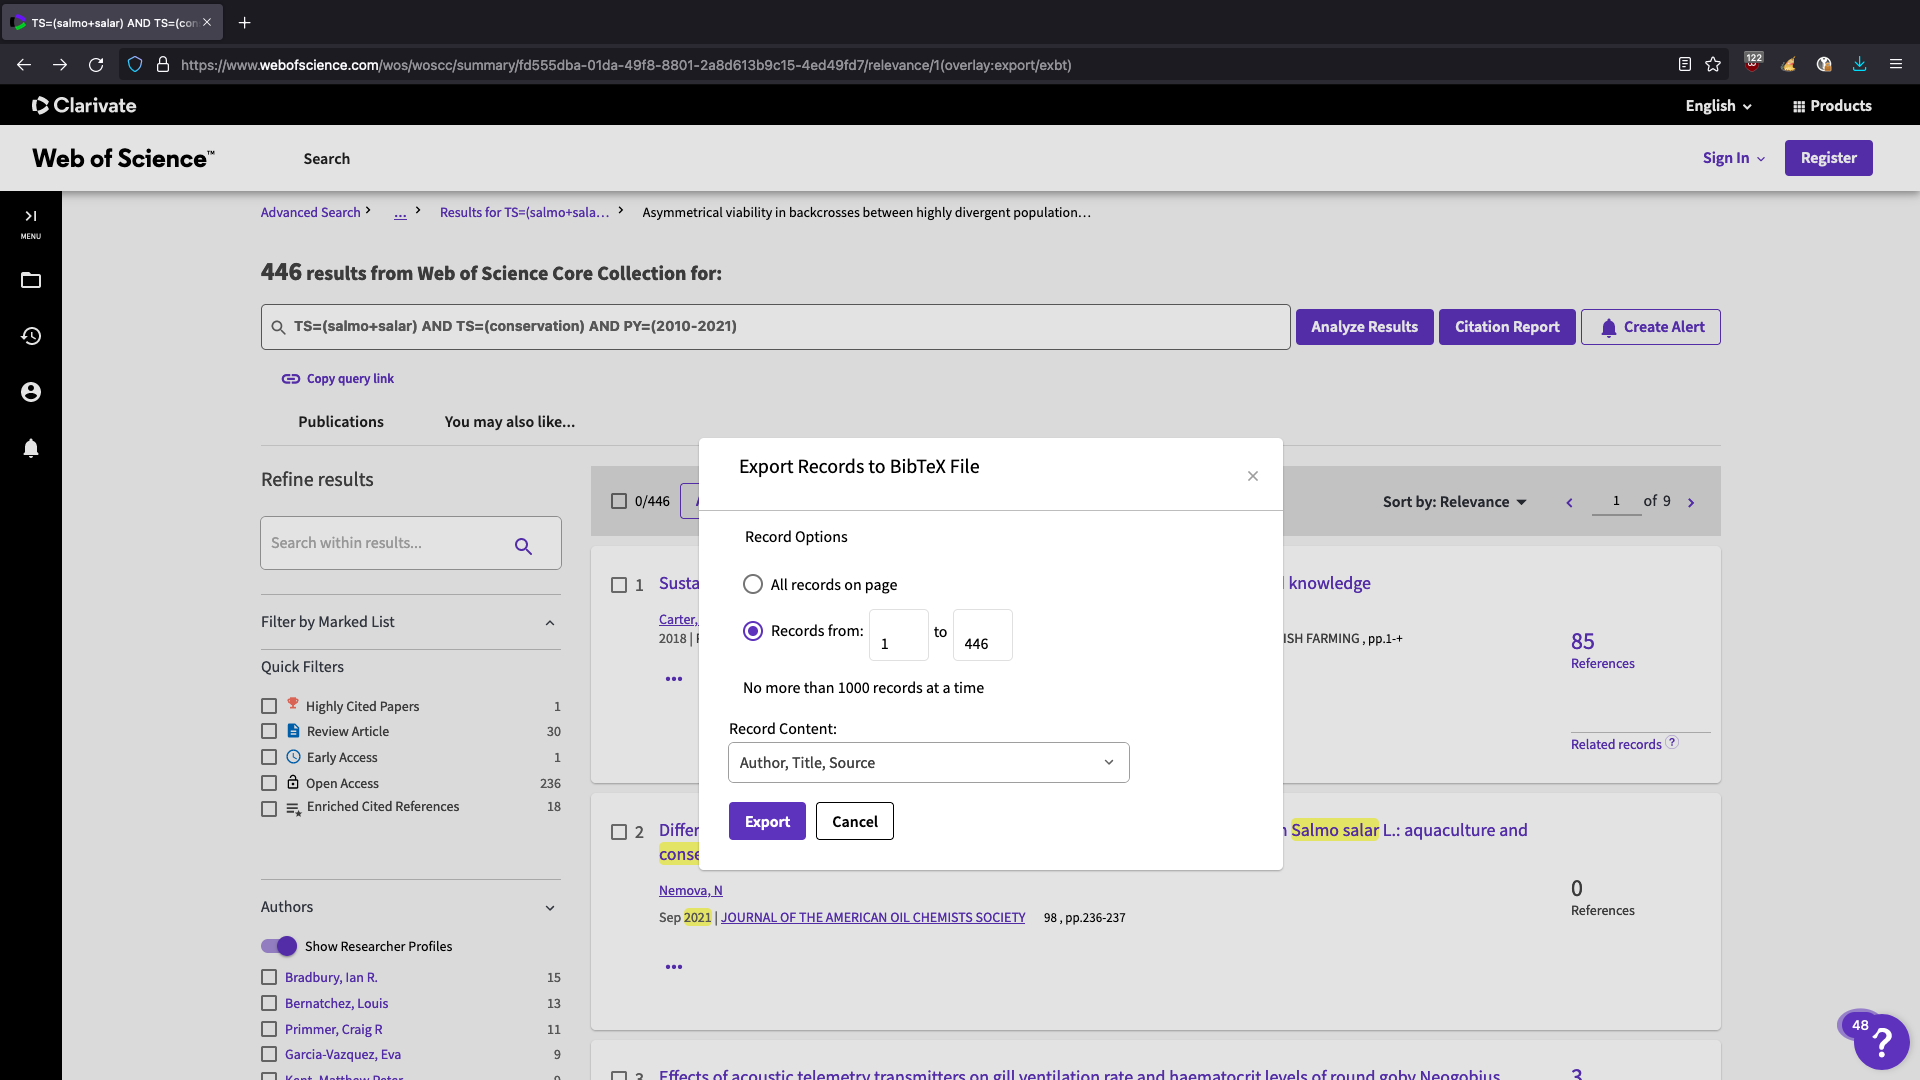 TS=(salmo+salar) AND TS=(con
https://www.webofscience.com/wos/woscc/summary/fd555dba-01da-49f8-8801-2a8d613b9c15-4ed49fd7/relevance/1(overlay:export/exbt)
122
Clarivate
English
Products
Web of Science™
Search
Sign In
Register
MENU
Advanced Search
...
Results for TS=(salmo+sala...
Asymmetrical viability in backcrosses between highly divergent population...
446 results from Web of Science Core Collection for:
TS=(salmo+salar) AND TS=(conservation) AND PY=(2010-2021)
Analyze Results
Citation Report
Create Alert
Copy query link
Publications
You may also like...
Refine results
Search within results...
Filter by Marked List
Quick Filters
Highly Cited Papers 1
Review Article 30
Early Access 1
Open Access 236
Enriched Cited References 18
Authors
Show Researcher Profiles
Bradbury, Ian R. 15
Bernatchez, Louis 13
Primmer, Craig R 11
Garcia-Vazquez, Eva 9
Kent, Matthew Peter 9
0/446
Sort by: Relevance
1 of 9
Export Records to BibTeX File
Record Options
All records on page
Records from: 1 to 446
No more than 1000 records at a time
Record Content:
Author, Title, Source
Export
Cancel
1 Susta
knowledge
Carter,
2018 |
ISH FARMING , pp.1-+
85
References
Related records ?
2 Differ
Salmo salar L.: aquaculture and
conse
Nemova, N
Sep 2021 | JOURNAL OF THE AMERICAN OIL CHEMISTS SOCIETY 98 , pp.236-237
0
References
3 Effects of acoustic telemetry transmitters on gill ventilation rate and haematocrit levels of round goby Neogobius
3
48
?